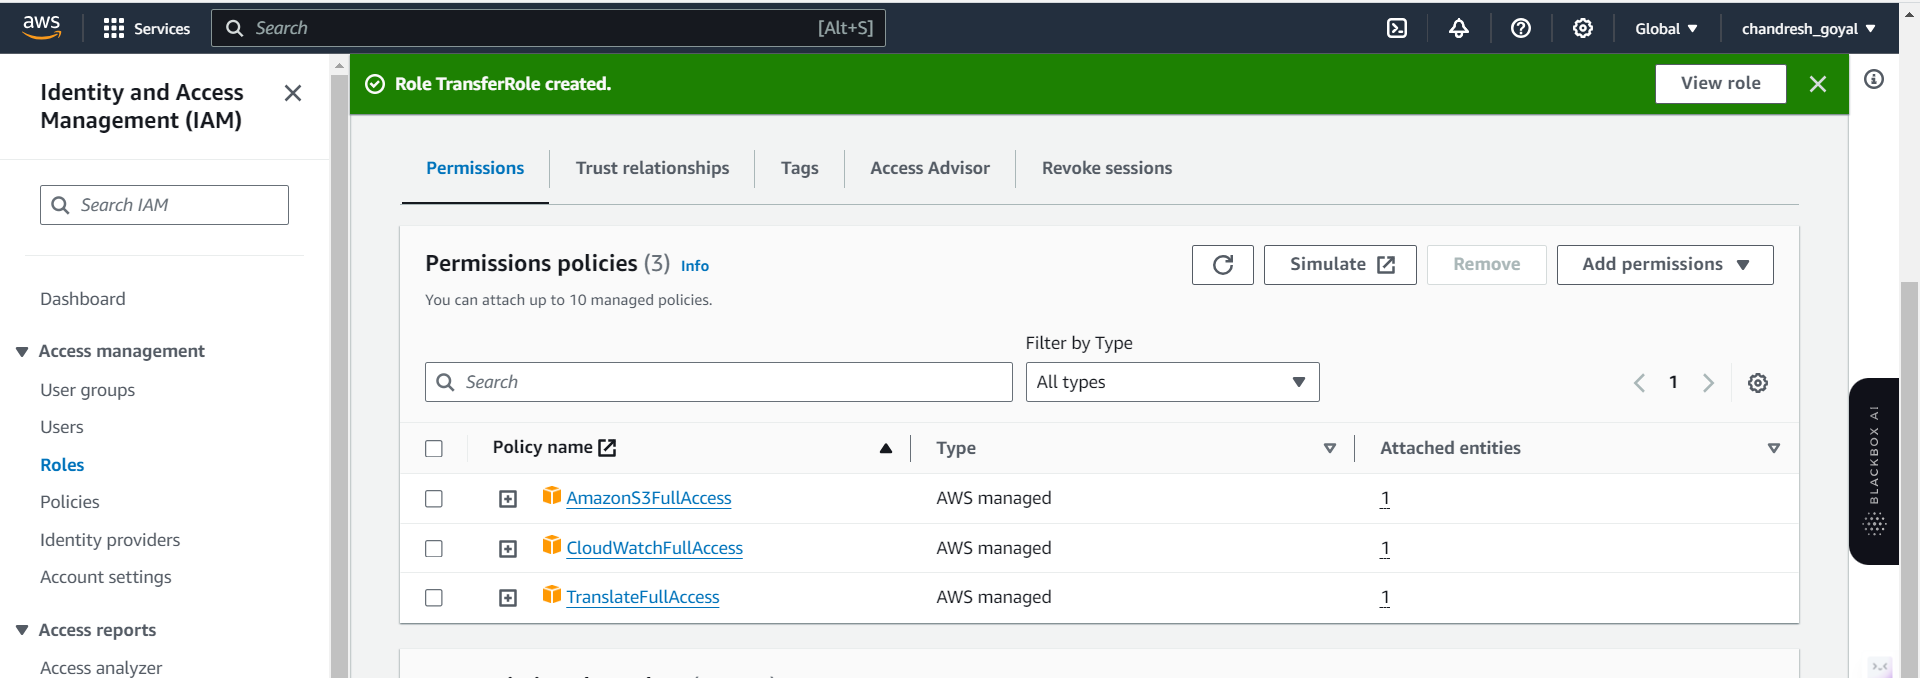 aws
Services
Search [Alt+S]
Global
chandresh_goyal
Identity and Access
Management (IAM)
Search IAM
Dashboard
Access management
User groups
Users
Roles
Policies
Identity providers
Account settings
Access reports
Access analyzer
Role TransferRole created.
View role
Permissions
Trust relationships
Tags
Access Advisor
Revoke sessions
Permissions policies (3) Info
You can attach up to 10 managed policies.
Simulate
Remove
Add permissions
Filter by Type
Search
All types
1
Policy name Type Attached entities
AmazonS3FullAccess AWS managed 1
CloudWatchFullAccess AWS managed 1
TranslateFullAccess AWS managed 1
BLACKBOX AI